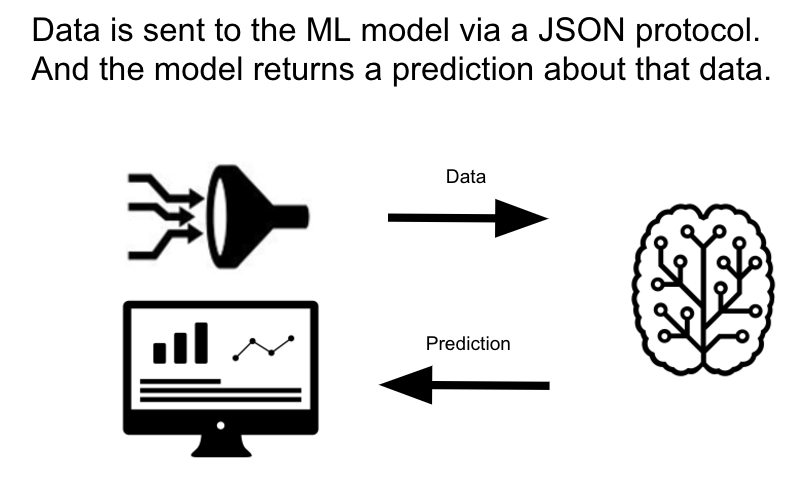 Data is sent to the ML model via a JSON protocol.
And the model returns a prediction about that data.
Data
Prediction